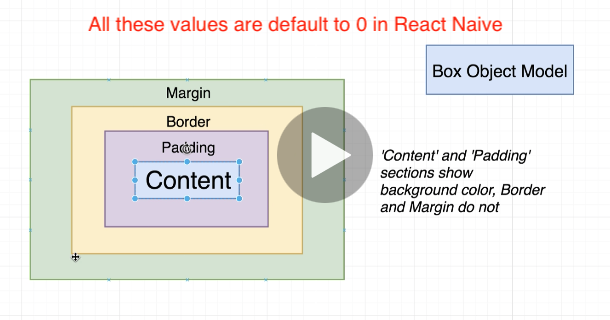 All these values are default to 0 in React Naive
Box Object Model
Margin
Border
Padding
Content
'Content' and 'Padding'
sections show
background color, Border
and Margin do not